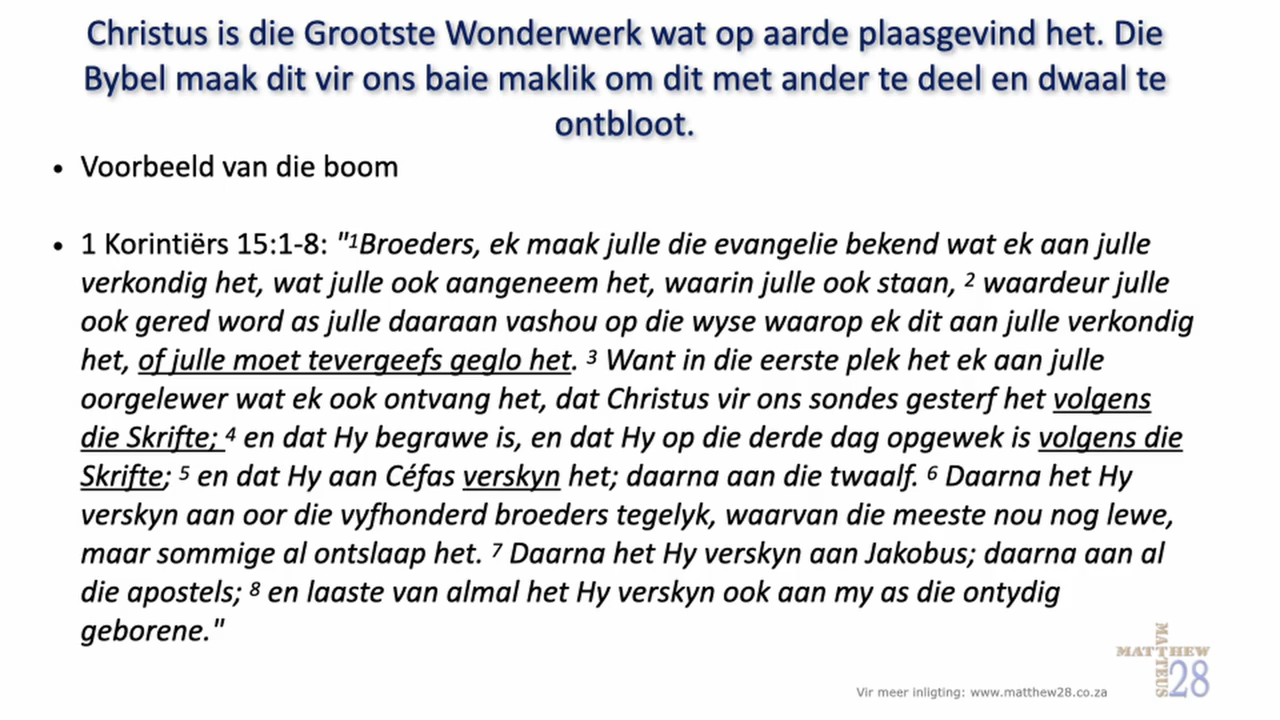 Christus is die Grootste Wonderwerk wat op aarde plaasgevind het. Die
Bybel maak dit vir ons baie maklik om dit met ander te deel en dwaal te
ontbloot.
• Voorbeeld van die boom
• 1 Korintiërs 15:1-8: "¹Broeders, ek maak julle die evangelie bekend wat ek aan julle
verkondig het, wat julle ook aangeneem het, waarin julle ook staan, ² waardeur julle
ook gered word as julle daaraan vashou op die wyse waarop ek dit aan julle verkondig
het, of julle moet tevergeefs geglo het. ³ Want in die eerste plek het ek aan julle
oorgelewer wat ek ook ontvang het, dat Christus vir ons sondes gesterf het volgens
die Skrifte; ⁴ en dat Hy begrawe is, en dat Hy op die derde dag opgewek is volgens die
Skrifte; ⁵ en dat Hy aan Céfas verskyn het; daarna aan die twaalf. ⁶ Daarna het Hy
verskyn aan oor die vyfhonderd broeders tegelyk, waarvan die meeste nou nog lewe,
maar sommige al ontslaap het. ⁷ Daarna het Hy verskyn aan Jakobus; daarna aan al
die apostels; ⁸ en laaste van almal het Hy verskyn ook aan my as die ontydig
geborene."
MATTHEW
MATTEUS
28
Vir meer inligting: www.matthew28.co.za